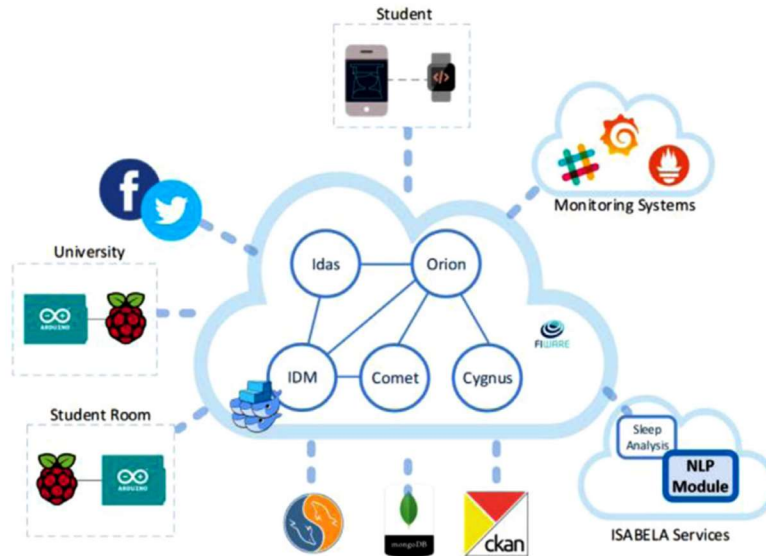 Student
</>
Monitoring Systems
University
ARDUINO
Idas
Orion
FIWARE
IDM
Comet
Cygnus
Student Room
ARDUINO
Sleep
Analysis
NLP
Module
mongoDB
ckan
ISABELA Services